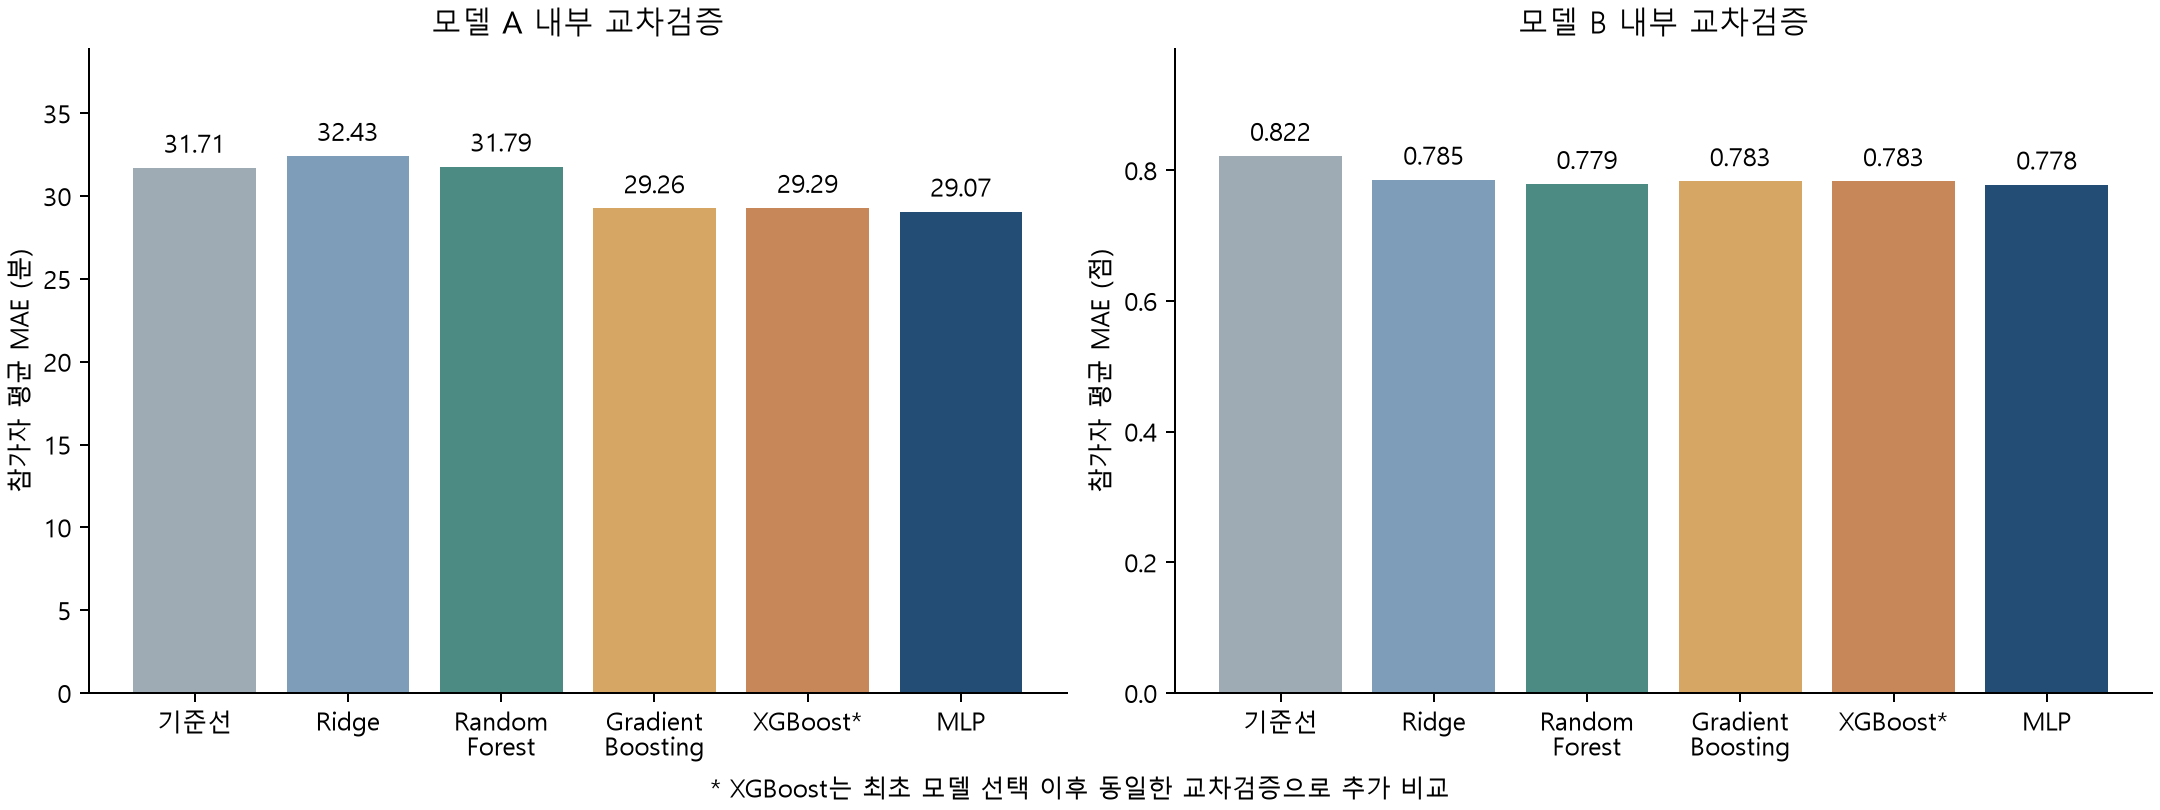 모델 A 내부 교차검증
참가자 평균 MAE (분)
35
30
25
20
15
10
5
0
31.71
32.43
31.79
29.26
29.29
29.07
기준선
Ridge
Random
Forest
Gradient
Boosting
XGBoost*
MLP
모델 B 내부 교차검증
참가자 평균 MAE (점)
0.8
0.6
0.4
0.2
0.0
0.822
0.785
0.779
0.783
0.783
0.778
기준선
Ridge
Random
Forest
Gradient
Boosting
XGBoost*
MLP
* XGBoost는 최초 모델 선택 이후 동일한 교차검증으로 추가 비교